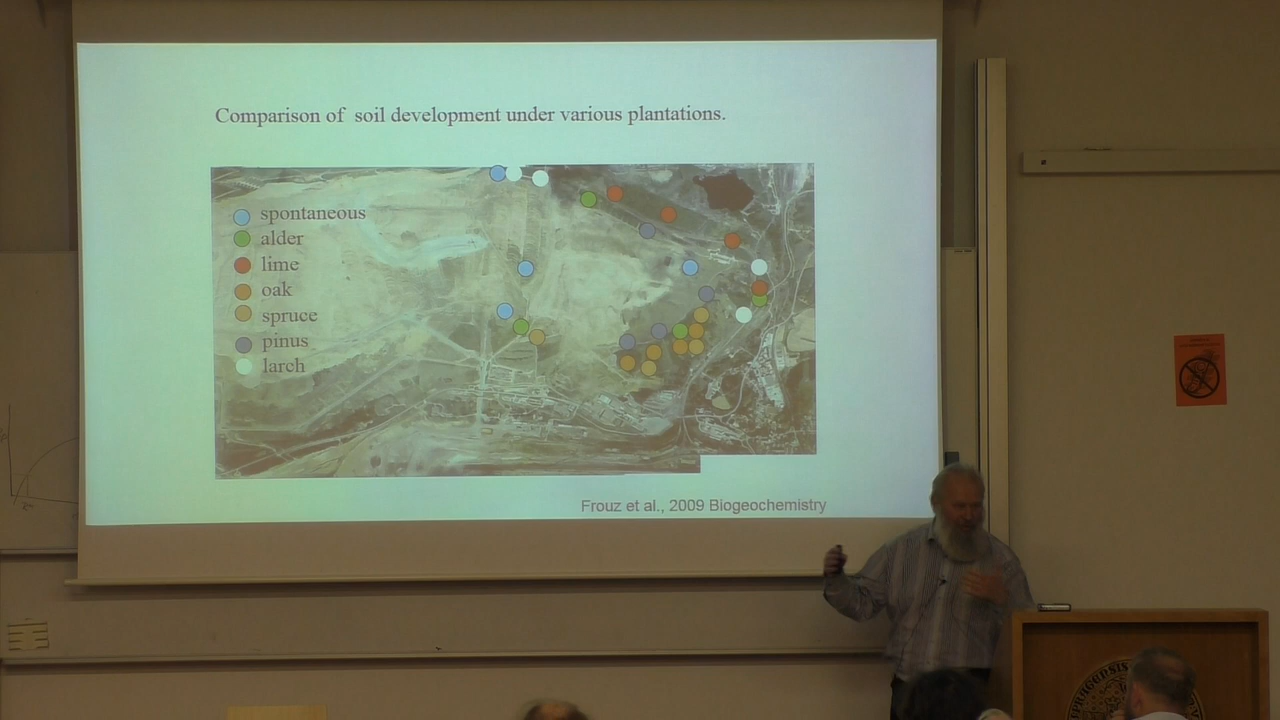 Comparison of soil development under various plantations.
spontaneous
alder
lime
oak
spruce
pinus
larch
Frouz et al., 2009 Biogeochemistry
PRAGENSIS